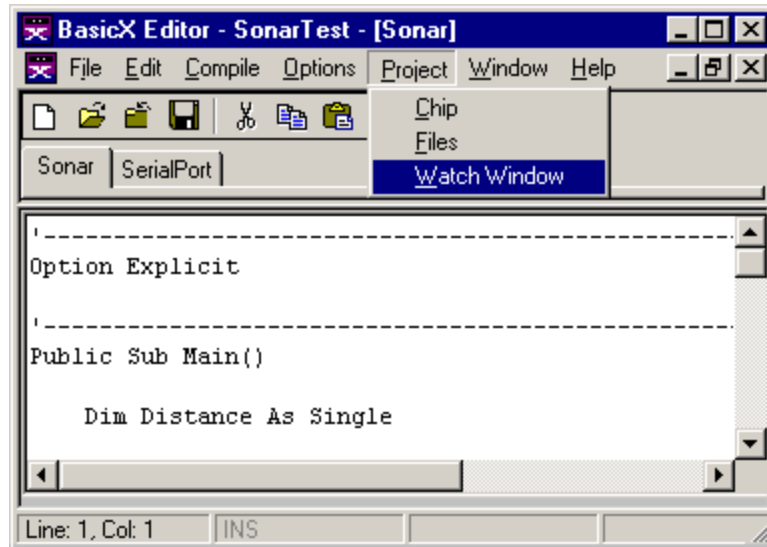 BasicX Editor - SonarTest - [Sonar]
File Edit Compile Options Project Window Help
Chip
Files
Watch Window
Sonar SerialPort
'--------------------------------------------------
Option Explicit
'--------------------------------------------------
Public Sub Main()
Dim Distance As Single
Line: 1, Col: 1 INS